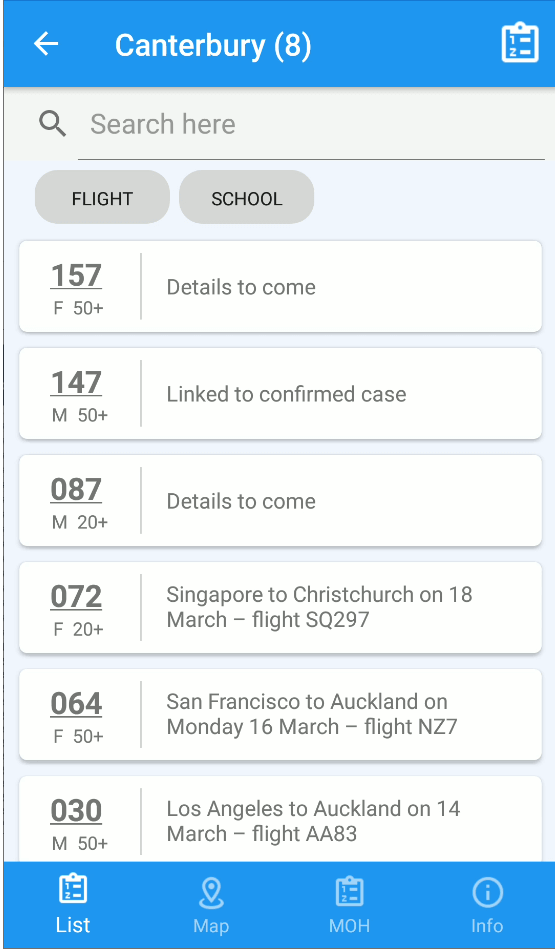 Canterbury (8)
Search here
FLIGHT
SCHOOL
157
F 50+
Details to come
147
M 50+
Linked to confirmed case
087
M 20+
Details to come
072
F 20+
Singapore to Christchurch on 18
March – flight SQ297
064
F 50+
San Francisco to Auckland on
Monday 16 March – flight NZ7
030
M 50+
Los Angeles to Auckland on 14
March – flight AA83
List
Map
MOH
Info